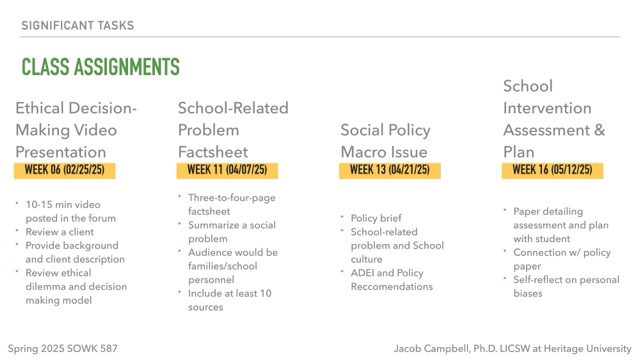 SIGNIFICANT TASKS
CLASS ASSIGNMENTS
Ethical Decision-
Making Video
Presentation
WEEK 06 (02/25/25)
10-15 min video
posted in the forum
Review a client
Provide background
and client description
Review ethical
dilemma and decision
making model
School-Related
Problem
Factsheet
WEEK 11 (04/07/25)
Three-to-four-page
factsheet
Summarize a social
problem
Audience would be
families/school
personnel
Include at least 10
sources
Social Policy
Macro Issue
WEEK 13 (04/21/25)
Policy brief
School-related
problem and School
culture
ADEI and Policy
Reccomendations
School
Intervention
Assessment &
Plan
WEEK 16 (05/12/25)
Paper detailing
assessment and plan
with student
Connection w/ policy
paper
Self-reflect on personal
biases
Spring 2025 SOWK 587
Jacob Campbell, Ph.D. LICSW at Heritage University